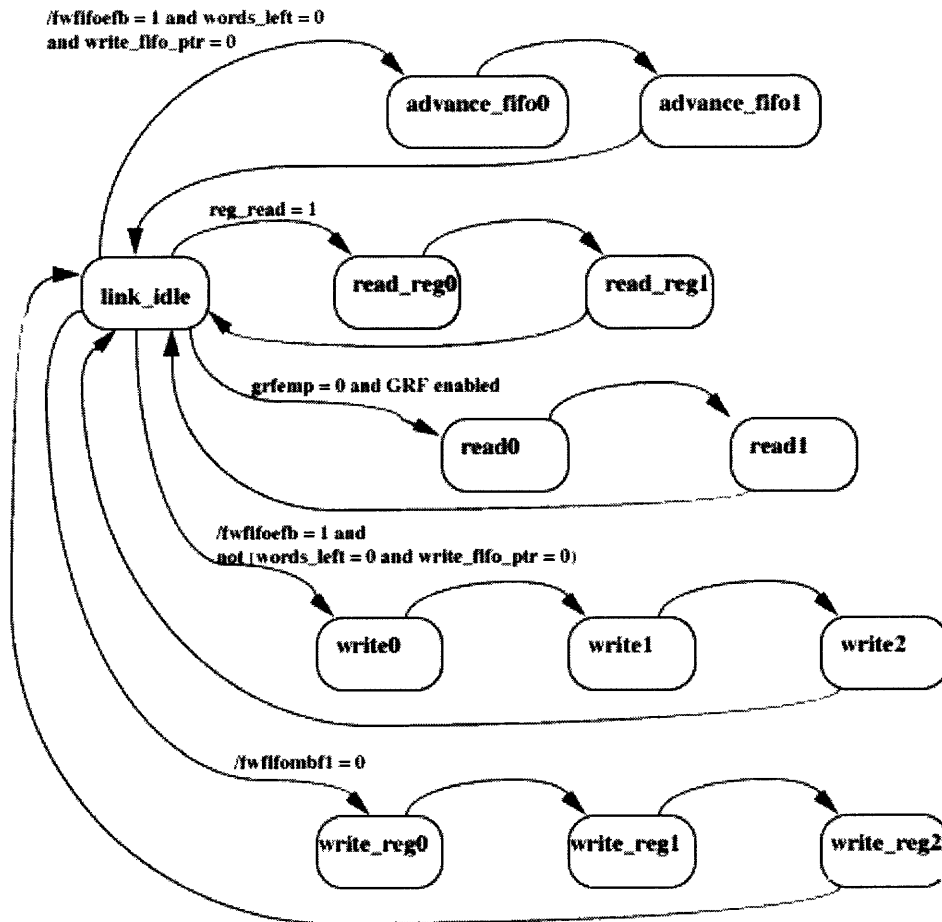 /fwfifoefb = 1 and words_left = 0
and write_fifo_ptr = 0
advance_fifo0
advance_fifo1
reg_read = 1
link_idle
read_reg0
read_reg1
grfemp = 0 and GRF enabled
read0
read1
/fwfifoefb = 1 and
not (words_left = 0 and write_fifo_ptr = 0)
write0
write1
write2
/fwfifombf1 = 0
write_reg0
write_reg1
write_reg2